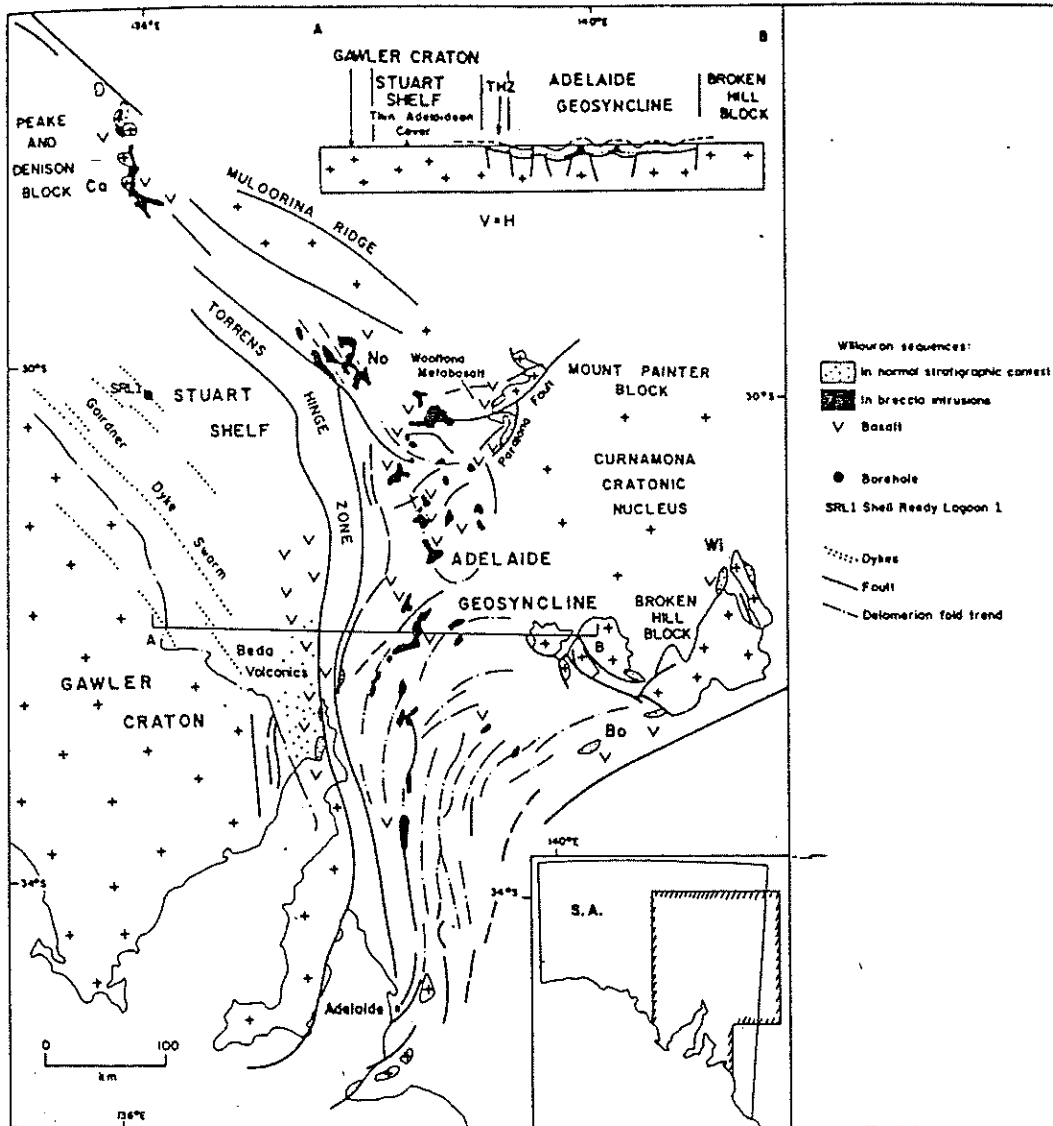 136°E
140°E
A
B
GAWLER CRATON
STUART
SHELF
Thin Adelaidean
Cover
THZ
ADELAIDE
GEOSYNCLINE
BROKEN
HILL
BLOCK
V=H
PEAKE
AND
DENISON
BLOCK
Ca
MULOORINA
RIDGE
TORRENS
HINGE
ZONE
No
Wooltana
Metabasalt
MOUNT PAINTER
BLOCK
Paralana
Fault
30°S
30°S
SRL1
STUART
SHELF
Gairdner
Dyke
Swarm
CURNAMONA
CRATONIC
NUCLEUS
ADELAIDE
GEOSYNCLINE
Wi
BROKEN
HILL
BLOCK
A
B
Beda
Volcanics
GAWLER
CRATON
Bo
34°S
34°S
Adelaide
0
100
km
136°E
140°E
S.A.
Willouran sequences:
In normal stratigraphic context
In breccia intrusions
Basalt
Borehole
SRL1 Shell Reedy Lagoon 1
Dykes
Fault
Delamerian fold trend